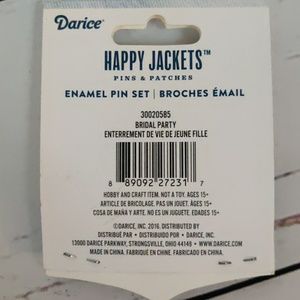 Darice®
HAPPY JACKETS™
PINS & PATCHES
ENAMEL PIN SET | BROCHES ÉMAIL
30020585
BRIDAL PARTY
ENTERREMENT DE VIE DE JEUNE FILLE
8 89092 27231 7
HOBBY AND CRAFT ITEM. NOT A TOY. AGES 15+
ARTICLE DE BRICOLAGE. PAS UN JOUET. ÂGES 15+
COSA DE MAÑA Y ARTE. NO ES UN JUGUETE. EDADES 15+
©DARICE, INC. 2016. DISTRIBUTED BY
DISTRIBUÉ PAR • DISTRIBUIDO POR • DARICE, INC.
13000 DARICE PARKWAY, STRONGSVILLE, OHIO 44149 • WWW.DARICE.COM
MADE IN CHINA. FABRIQUÉ EN CHINE. FABRICADO EN CHINA.